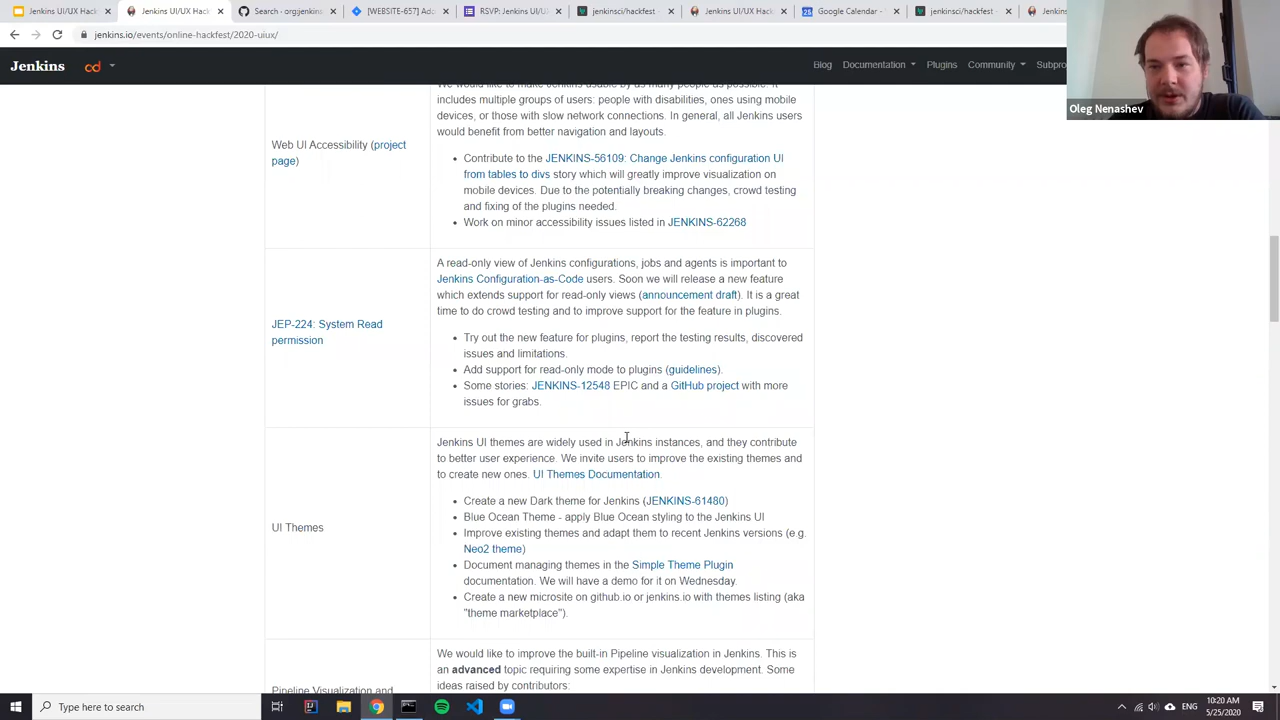 Jenkins UI/UX Hac
Jenkins UI/UX Hac
Search · orgjenki
[WEBSITE-657] Ad
RSVP: Jenkins UI/
jenkinsci/hackfest
Jenkins UI/UX Ha
Google Calendar -
jenkinsci/hackfest
Jenkin
jenkins.io/events/online-hackfest/2020-uiux/
Jenkins
cd
Blog Documentation Plugins Community Subpro
Oleg Nenashev
We would like to make Jenkins usable by as many people as possible. It
includes multiple groups of users: people with disabilities, ones using mobile
devices, or those with slow network connections. In general, all Jenkins users
would benefit from better navigation and layouts.
Web UI Accessibility (project
page)
Contribute to the JENKINS-56109: Change Jenkins configuration UI
from tables to divs story which will greatly improve visualization on
mobile devices. Due to the potentially breaking changes, crowd testing
and fixing of the plugins needed.
Work on minor accessibility issues listed in JENKINS-62268
JEP-224: System Read
permission
A read-only view of Jenkins configurations, jobs and agents is important to
Jenkins Configuration-as-Code users. Soon we will release a new feature
which extends support for read-only views (announcement draft). It is a great
time to do crowd testing and to improve support for the feature in plugins.
Try out the new feature for plugins, report the testing results, discovered
issues and limitations.
Add support for read-only mode to plugins (guidelines).
Some stories: JENKINS-12548 EPIC and a GitHub project with more
issues for grabs.
UI Themes
Jenkins UI themes are widely used in Jenkins instances, and they contribute
to better user experience. We invite users to improve the existing themes and
to create new ones. UI Themes Documentation.
Create a new Dark theme for Jenkins (JENKINS-61480)
Blue Ocean Theme - apply Blue Ocean styling to the Jenkins UI
Improve existing themes and adapt them to recent Jenkins versions (e.g.
Neo2 theme)
Document managing themes in the Simple Theme Plugin
documentation. We will have a demo for it on Wednesday.
Create a new microsite on github.io or jenkins.io with themes listing (aka
"theme marketplace").
Pipeline Visualization and
We would like to improve the built-in Pipeline visualization in Jenkins. This is
an advanced topic requiring some expertise in Jenkins development. Some
ideas raised by contributors:
Type here to search
ENG
10:20 AM
5/25/2020